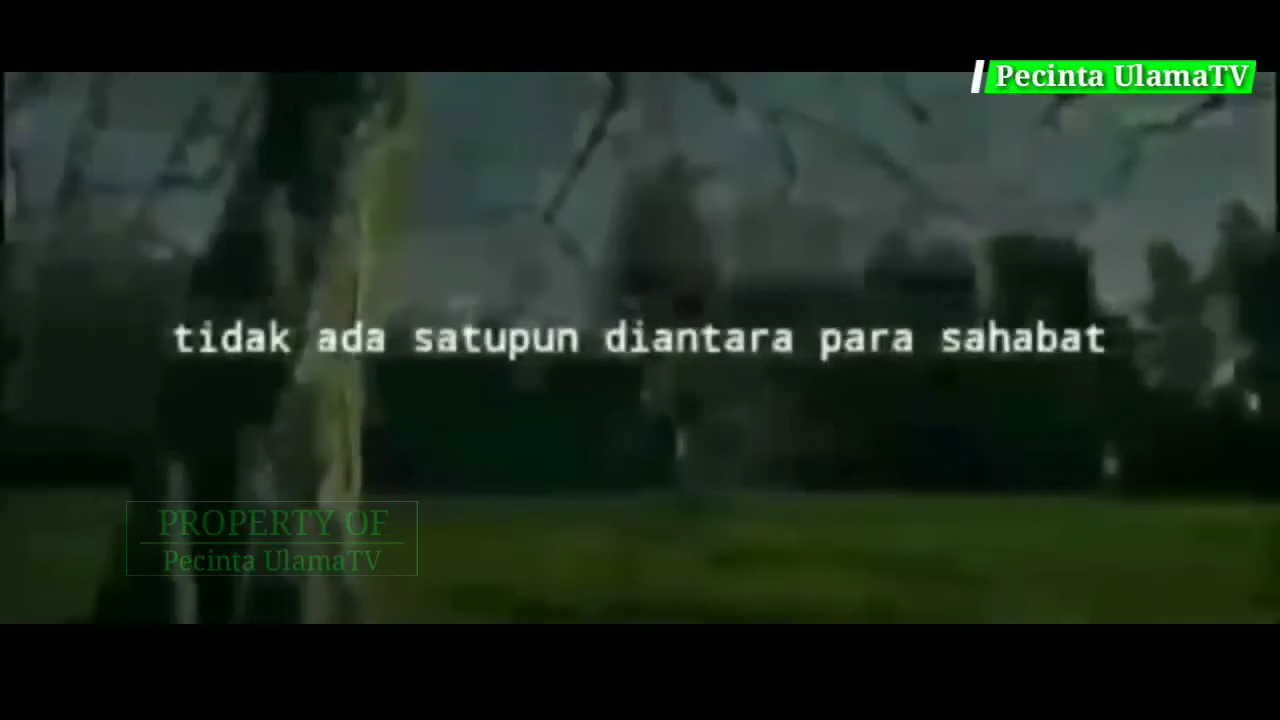 Pecinta UlamaTV
tidak ada satupun diantara para sahabat
PROPERTY OF
Pecinta UlamaTV